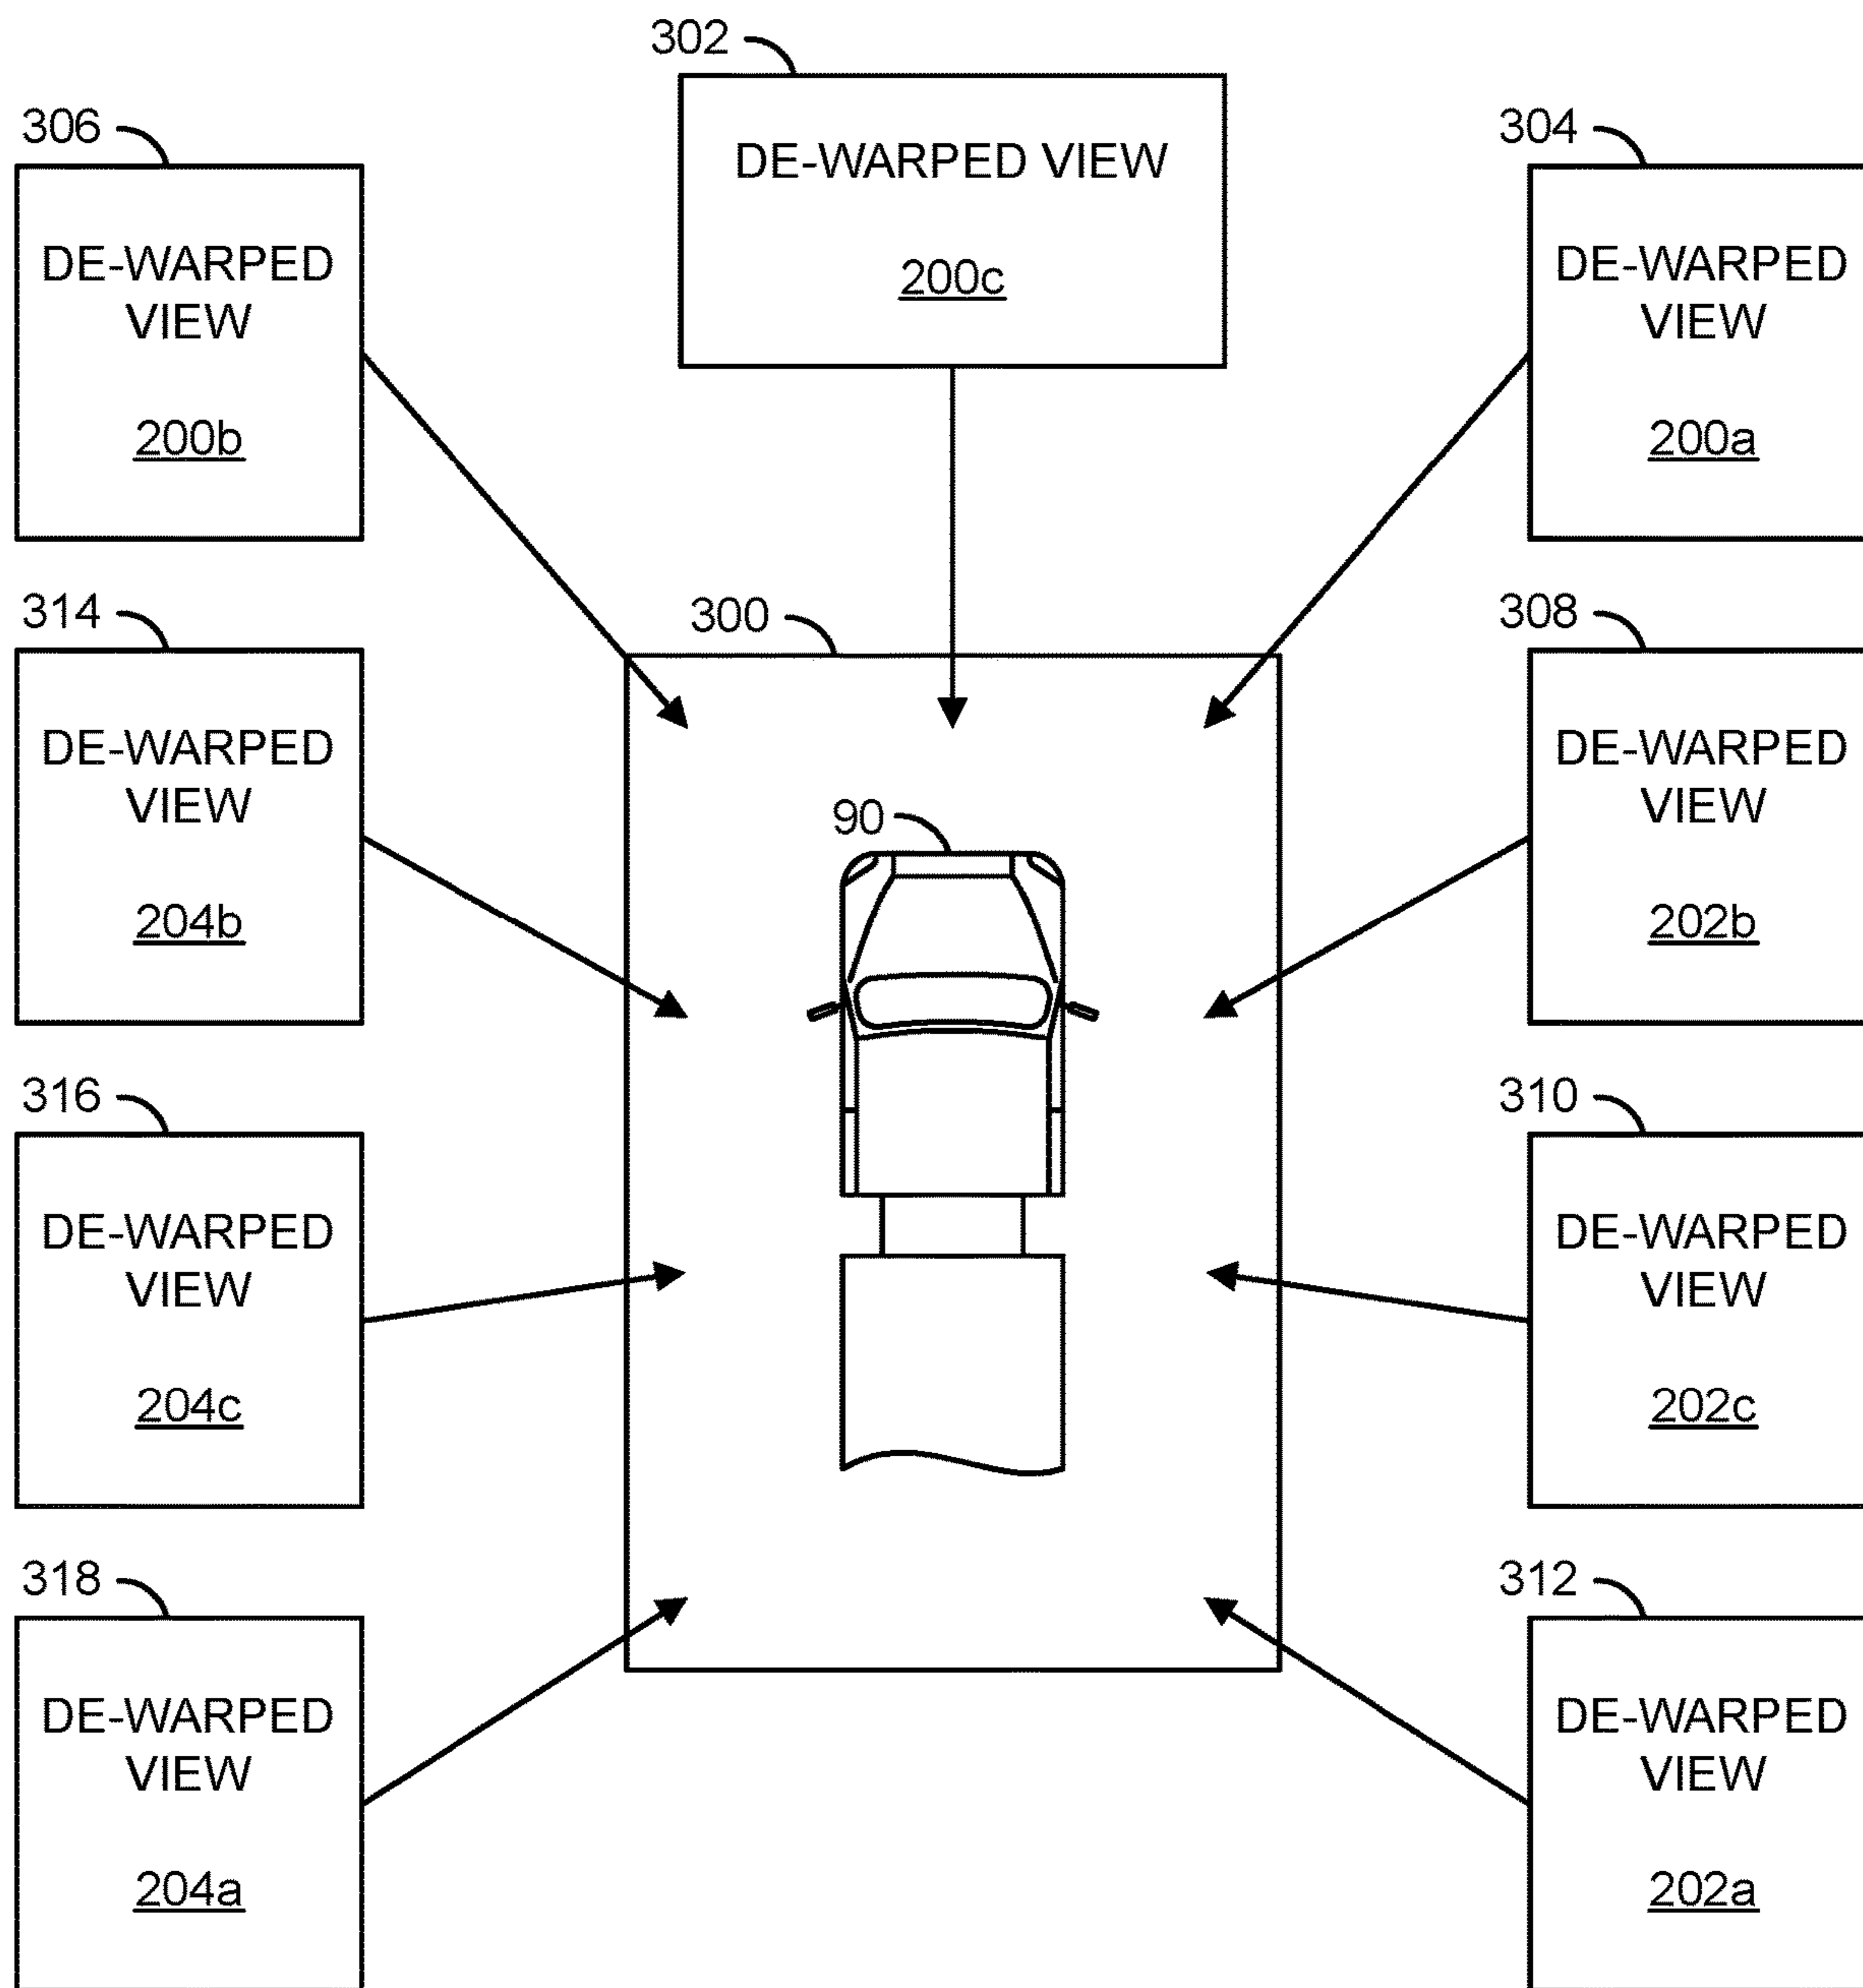 302
DE-WARPED VIEW
200c
306
DE-WARPED
VIEW
200b
304
DE-WARPED
VIEW
200a
314
DE-WARPED
VIEW
204b
300
308
DE-WARPED
VIEW
202b
90
316
DE-WARPED
VIEW
204c
310
DE-WARPED
VIEW
202c
318
DE-WARPED
VIEW
204a
312
DE-WARPED
VIEW
202a